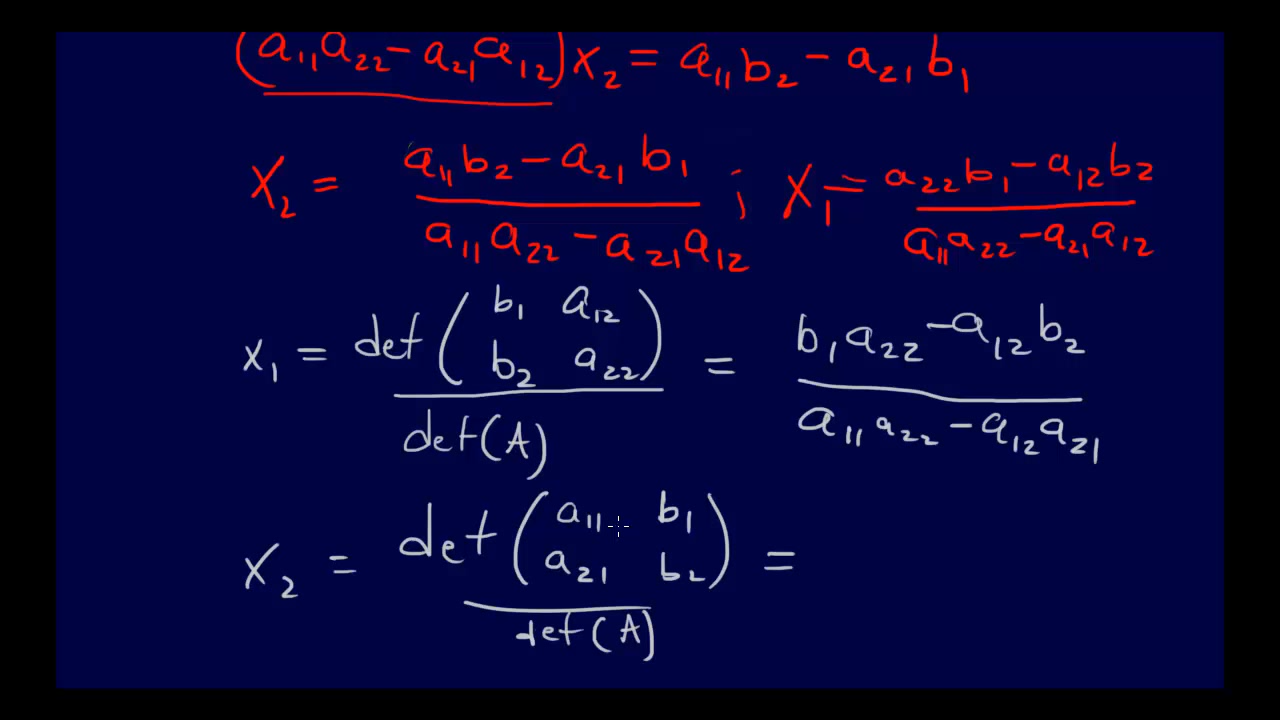 (a₁₁a₂₂ − a₂₁a₁₂)x₂ = a₁₁b₂ − a₂₁b₁
x₂ = (a₁₁b₂ − a₂₁b₁)/(a₁₁a₂₂ − a₂₁a₁₂) ; x₁ = (a₂₂b₁ − a₁₂b₂)/(a₁₁a₂₂ − a₂₁a₁₂)
x₁ = det(b₁ a₁₂ b₂ a₂₂)/det(A) = (b₁a₂₂ − a₁₂b₂)/(a₁₁a₂₂ − a₁₂a₂₁)
x₂ = det(a₁₁ b₁ a₂₁ b₂)/det(A) =